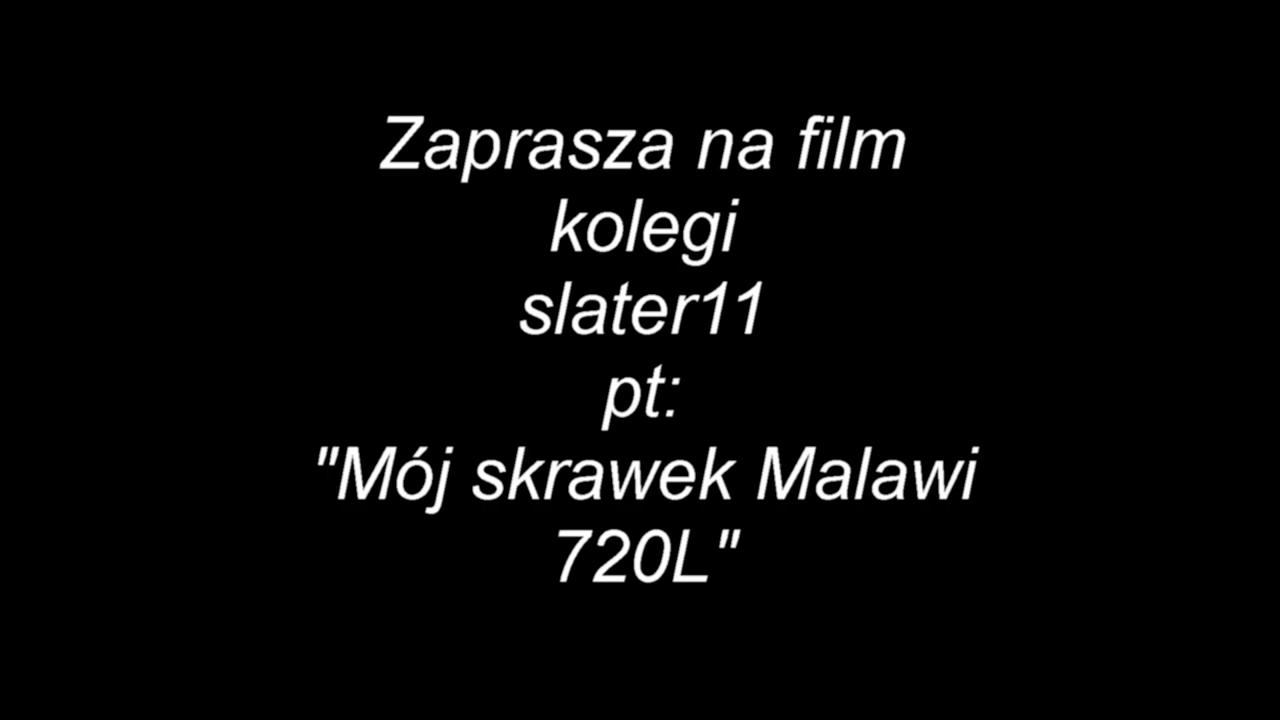 Zaprasza na film
kolegi
slater11
pt:
"Mój skrawek Malawi
720L"